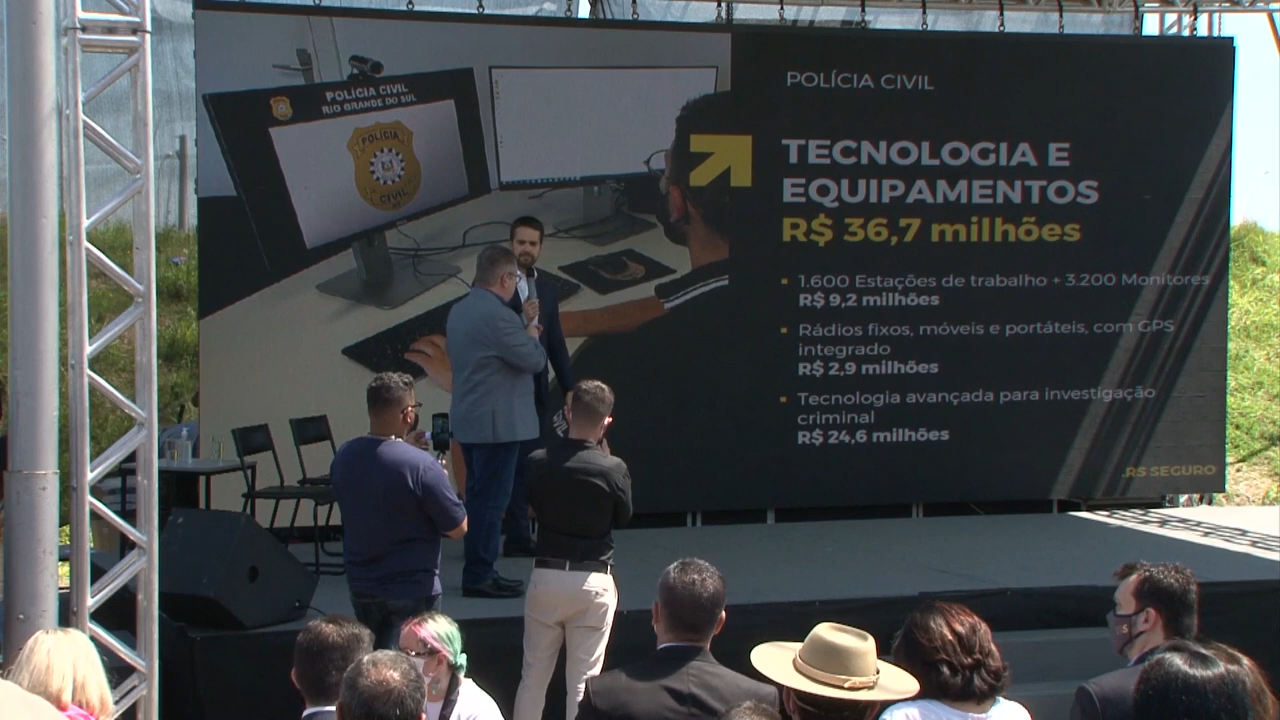 POLÍCIA CIVIL
RIO GRANDE DO SUL
POLÍCIA
CIVIL
POLÍCIA CIVIL
TECNOLOGIA E
EQUIPAMENTOS
R$ 36,7 milhões
1.600 Estações de trabalho + 3.200 Monitores
R$ 9,2 milhões
Rádios fixos, móveis e portáteis, com GPS
integrado
R$ 2,9 milhões
Tecnologia avançada para investigação
criminal
R$ 24,6 milhões
RS SEGURO